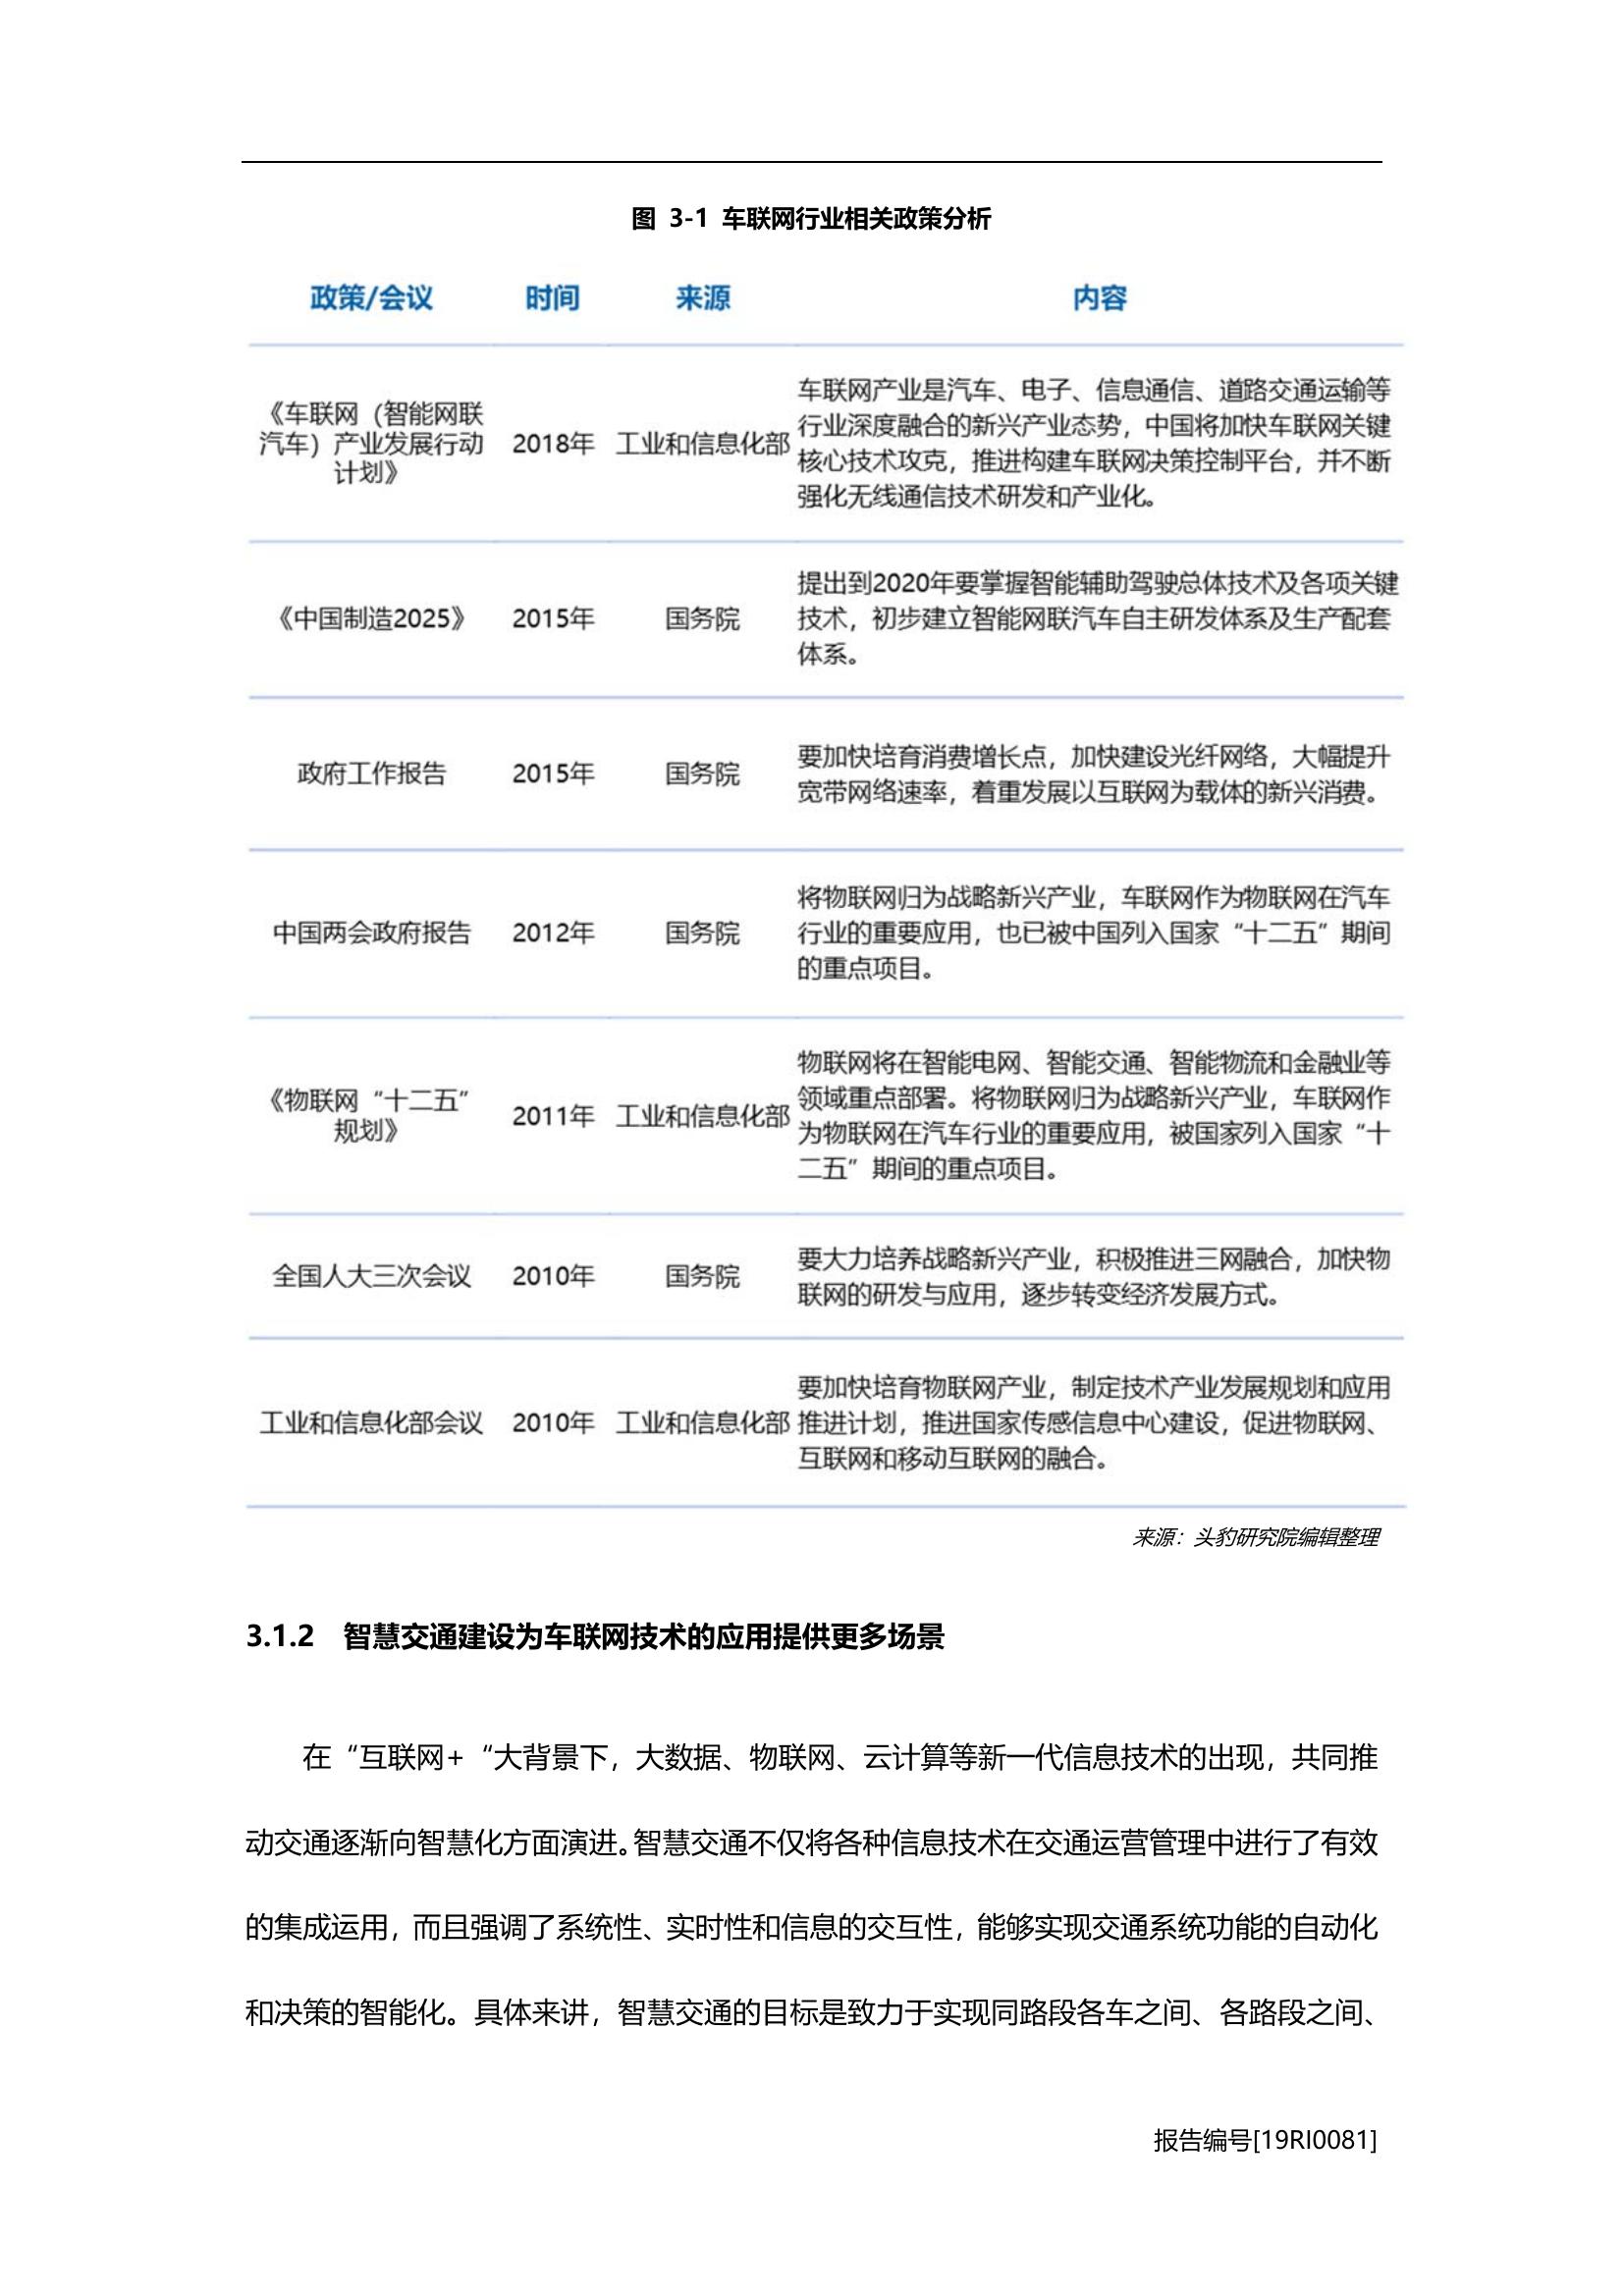 图 3-1 车联网行业相关政策分析
政策/会议 时间 来源 内容
《车联网（智能网联
汽车）产业发展行动
计划》
2018年 工业和信息化部
车联网产业是汽车、电子、信息通信、道路交通运输等
行业深度融合的新兴产业态势，中国将加快车联网关键
核心技术攻克，推进构建车联网决策控制平台，并不断
强化无线通信技术研发和产业化。
《中国制造2025》 2015年 国务院
提出到2020年要掌握智能辅助驾驶总体技术及各项关键
技术，初步建立智能网联汽车自主研发体系及生产配套
体系。
政府工作报告 2015年 国务院
要加快培育消费增长点，加快建设光纤网络，大幅提升
宽带网络速率，着重发展以互联网为载体的新兴消费。
中国两会政府报告 2012年 国务院
将物联网归为战略新兴产业，车联网作为物联网在汽车
行业的重要应用，也已被中国列入国家“十二五”期间
的重点项目。
《物联网“十二五”
规划》
2011年 工业和信息化部
物联网将在智能电网、智能交通、智能物流和金融业等
领域重点部署。将物联网归为战略新兴产业，车联网作
为物联网在汽车行业的重要应用，被国家列入国家“十
二五”期间的重点项目。
全国人大三次会议 2010年 国务院
要大力培养战略新兴产业，积极推进三网融合，加快物
联网的研发与应用，逐步转变经济发展方式。
工业和信息化部会议 2010年 工业和信息化部
要加快培育物联网产业，制定技术产业发展规划和应用
推进计划，推进国家传感信息中心建设，促进物联网、
互联网和移动互联网的融合。
来源：头豹研究院编辑整理
3.1.2 智慧交通建设为车联网技术的应用提供更多场景
在“互联网+“大背景下，大数据、物联网、云计算等新一代信息技术的出现，共同推
动交通逐渐向智慧化方面演进。智慧交通不仅将各种信息技术在交通运营管理中进行了有效
的集成运用，而且强调了系统性、实时性和信息的交互性，能够实现交通系统功能的自动化
和决策的智能化。具体来讲，智慧交通的目标是致力于实现同路段各车之间、各路段之间、
报告编号[19RI0081]